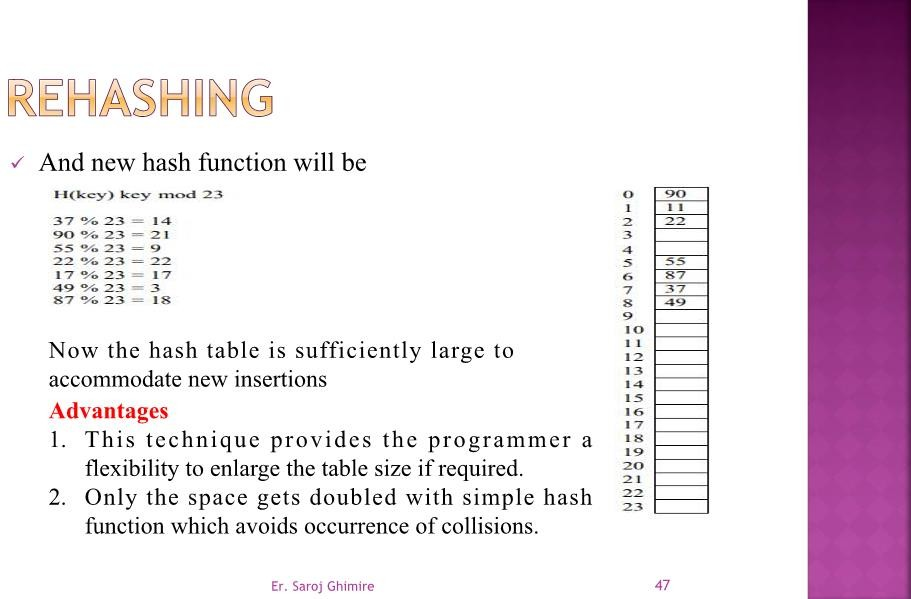 REHASHING
✓ And new hash function will be
H(key) key mod 23
37 % 23 = 14
90 % 23 = 21
55 % 23 = 9
22 % 23 = 22
17 % 23 = 17
49 % 23 = 3
87 % 23 = 18
Now the hash table is sufficiently large to
accommodate new insertions
Advantages
1. This technique provides the programmer a
flexibility to enlarge the table size if required.
2. Only the space gets doubled with simple hash
function which avoids occurrence of collisions.
0 90
1 11
2 22
3
4
5 55
6 87
7 37
8 49
9
10
11
12
13
14
15
16
17
18
19
20
21
22
23
Er. Saroj Ghimire 47